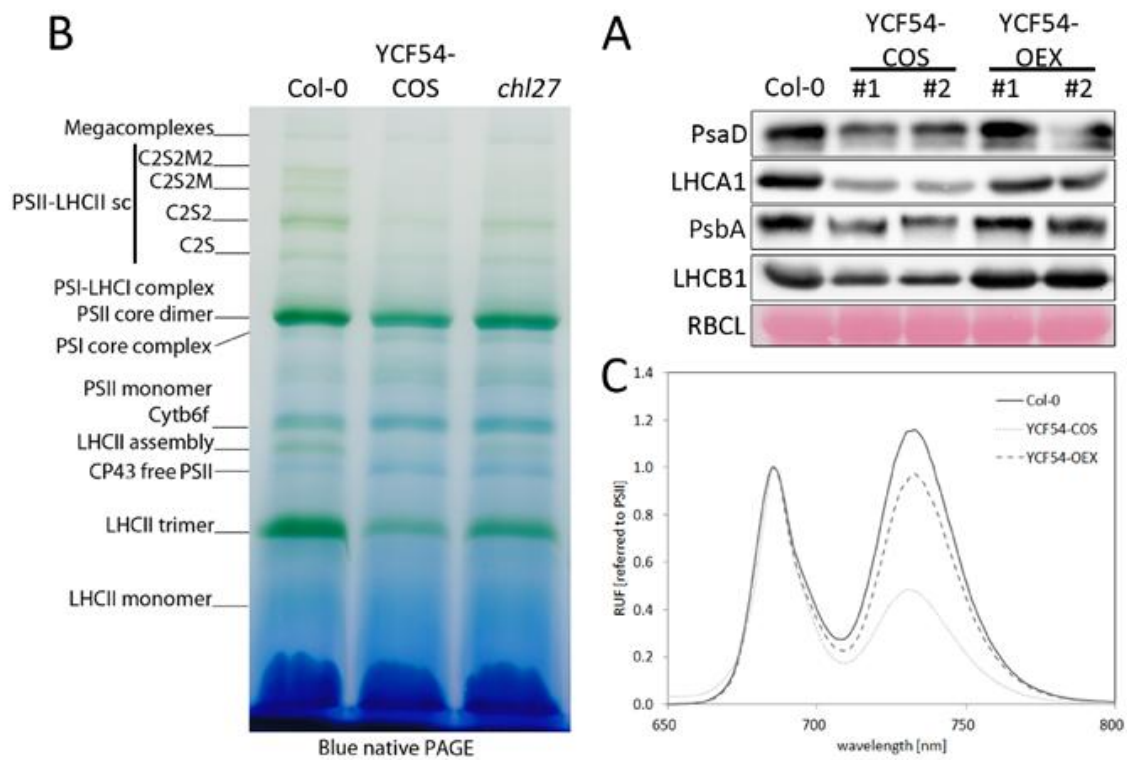 B
YCF54-
Col-0 COS chl27
Megacomplexes
C2S2M2
C2S2M
PSII-LHCII sc
C2S2
C2S
PSI-LHCI complex
PSII core dimer
PSI core complex
PSII monomer
Cytb6f
LHCII assembly
CP43 free PSII
LHCII trimer
LHCII monomer
Blue native PAGE
A
YCF54- YCF54-
COS OEX
Col-0 #1 #2 #1 #2
PsaD
LHCA1
PsbA
LHCB1
RBCL
C
1.4
1.2
1.0
0.8
0.6
0.4
0.2
0.0
RUF [referred to PSII]
Col-0
YCF54-COS
YCF54-OEX
650 700 750 800
wavelength [nm]